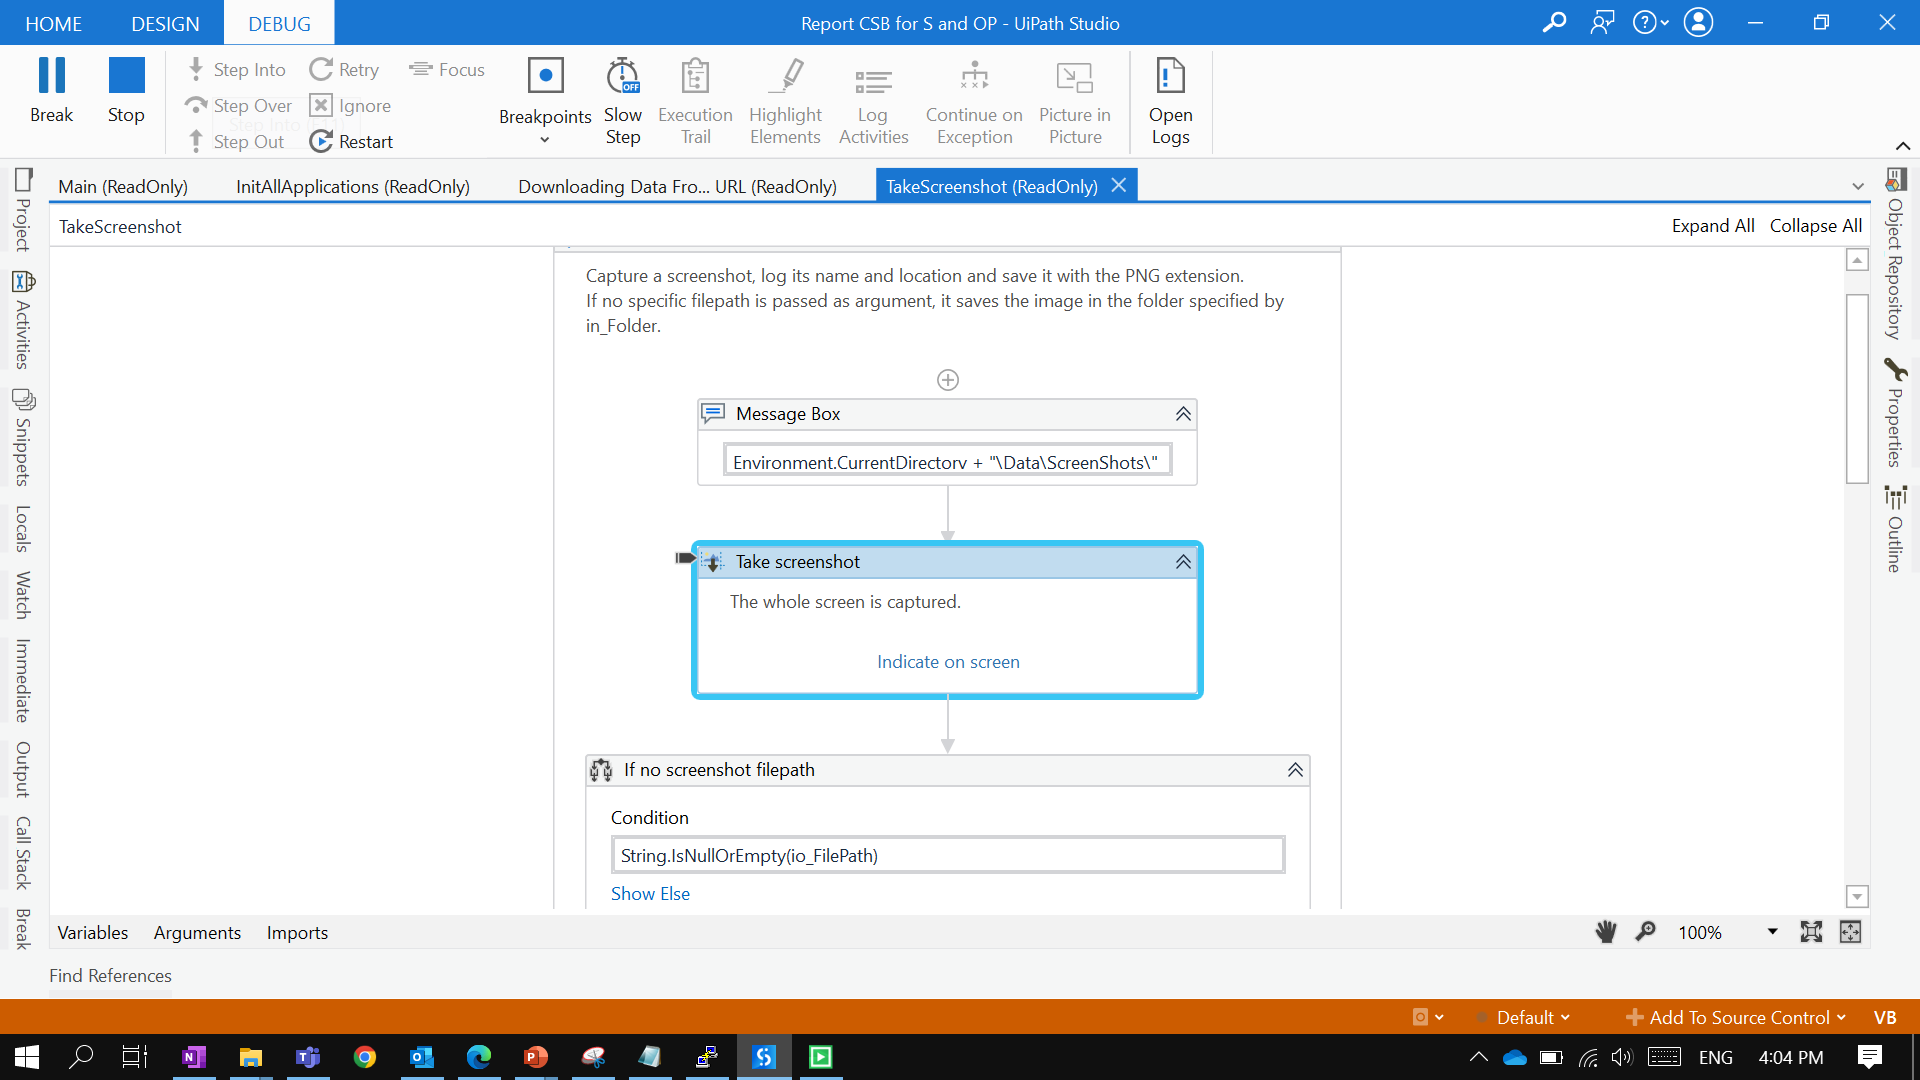 HOME DESIGN DEBUG Report CSB for S and OP - UiPath Studio
Break Stop
Step Into Retry Focus
Step Over Ignore
Step Out Restart
Breakpoints Slow Step Execution Trail Highlight Elements Log Activities Continue on Exception Picture in Picture Open Logs
Main (ReadOnly) InitAllApplications (ReadOnly) Downloading Data Fro... URL (ReadOnly) TakeScreenshot (ReadOnly)
TakeScreenshot Expand All Collapse All
Project
Activities
Snippets
Locals
Watch
Immediate
Output
Call Stack
Break
Capture a screenshot, log its name and location and save it with the PNG extension.
If no specific filepath is passed as argument, it saves the image in the folder specified by
in_Folder.
Message Box
Environment.CurrentDirectory + "\Data\ScreenShots\"
Take screenshot
The whole screen is captured.
Indicate on screen
If no screenshot filepath
Condition
String.IsNullOrEmpty(io_FilePath)
Show Else
Object Repository
Properties
Outline
Variables Arguments Imports 100%
Find References
Default Add To Source Control VB
ENG 4:04 PM